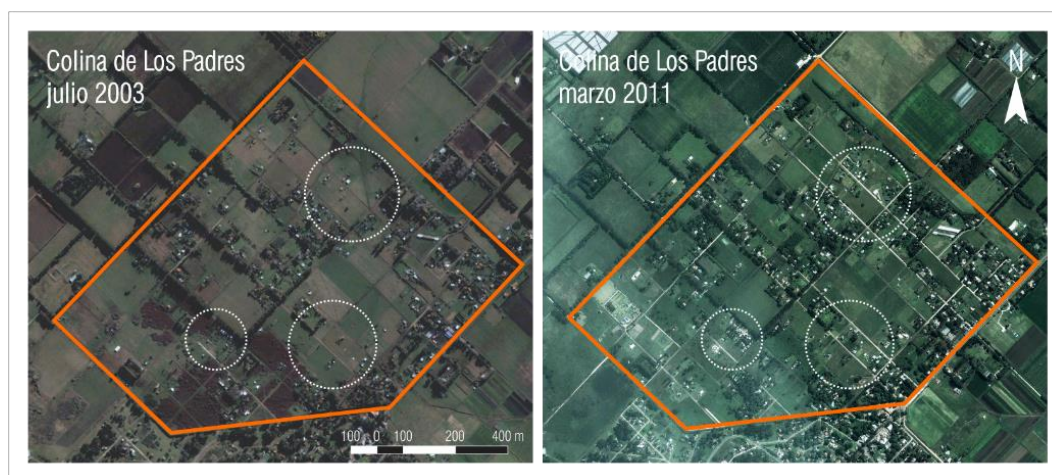 Colina de Los Padres
julio 2003
100 0 100 200 400 m
Colina de Los Padres
marzo 2011
N